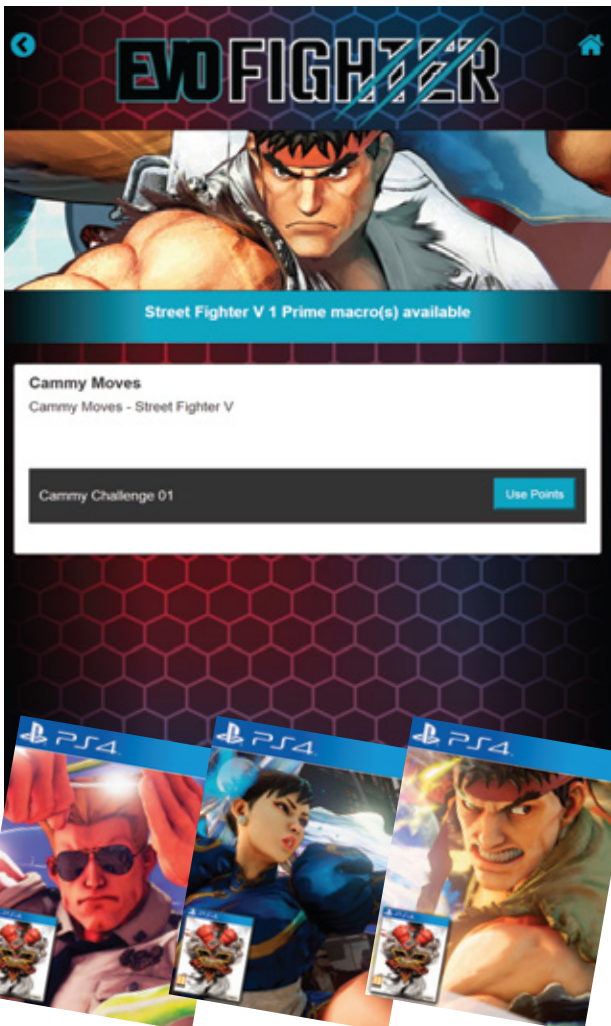 EVO FIGHTER
Street Fighter V 1 Prime macro(s) available
Cammy Moves
Cammy Moves - Street Fighter V
Cammy Challenge 01
Use Points
PS4
PS4
PS4
PS4